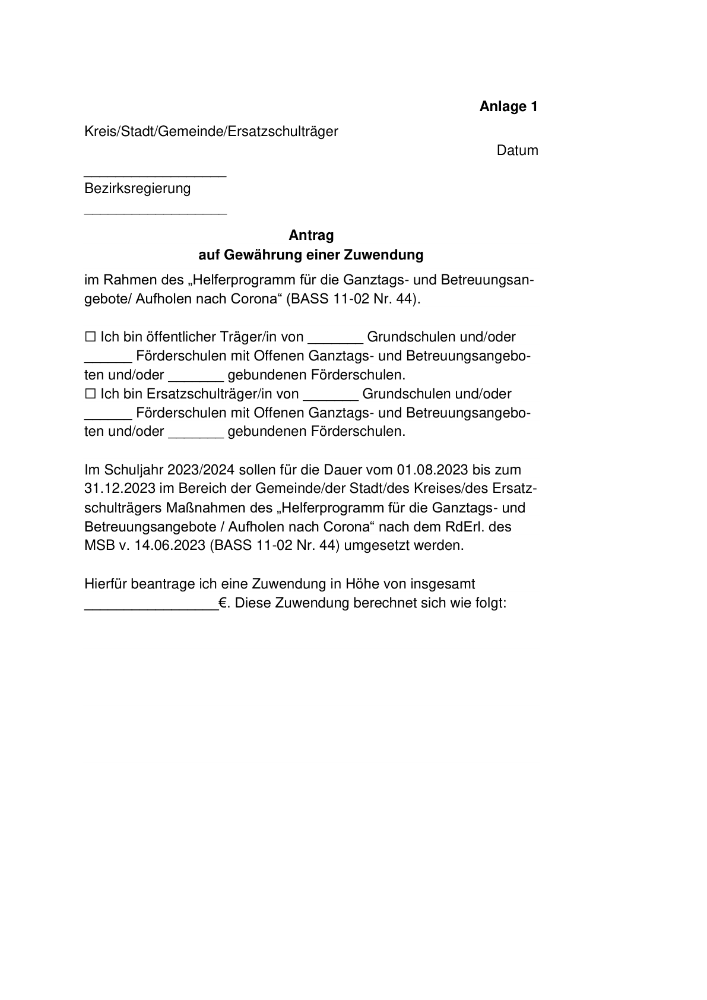 Anlage 1
Kreis/Stadt/Gemeinde/Ersatzschulträger
Datum
__________________
Bezirksregierung
__________________
Antrag
auf Gewährung einer Zuwendung
im Rahmen des „Helferprogramm für die Ganztags- und Betreuungsan-
gebote/ Aufholen nach Corona“ (BASS 11-02 Nr. 44).
☐ Ich bin öffentlicher Träger/in von _______ Grundschulen und/oder
______ Förderschulen mit Offenen Ganztags- und Betreuungsangebo-
ten und/oder _______ gebundenen Förderschulen.
☐ Ich bin Ersatzschulträger/in von _______ Grundschulen und/oder
______ Förderschulen mit Offenen Ganztags- und Betreuungsangebo-
ten und/oder _______ gebundenen Förderschulen.
Im Schuljahr 2023/2024 sollen für die Dauer vom 01.08.2023 bis zum
31.12.2023 im Bereich der Gemeinde/der Stadt/des Kreises/des Ersatz-
schulträgers Maßnahmen des „Helferprogramm für die Ganztags- und
Betreuungsangebote / Aufholen nach Corona“ nach dem RdErl. des
MSB v. 14.06.2023 (BASS 11-02 Nr. 44) umgesetzt werden.
Hierfür beantrage ich eine Zuwendung in Höhe von insgesamt
_________________€. Diese Zuwendung berechnet sich wie folgt: